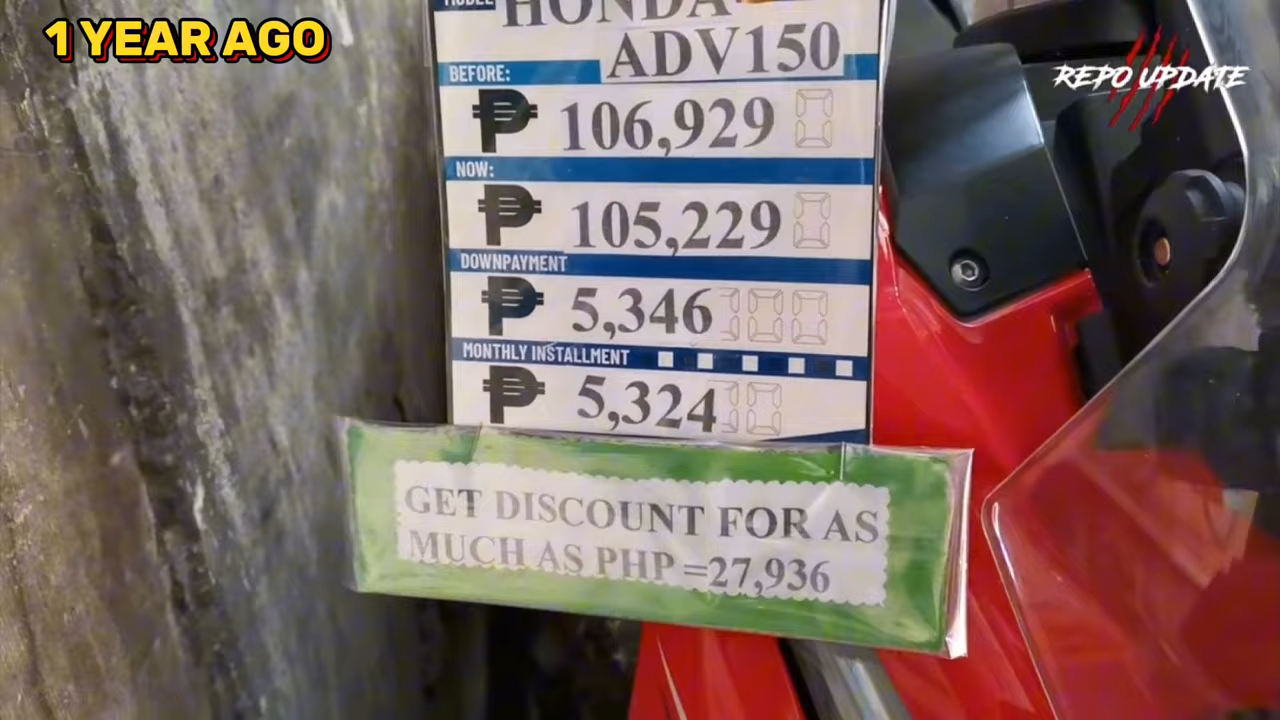 1 YEAR AGO
REPO UPDATE
MODEL HONDA
ADV150
BEFORE:
₱ 106,929
NOW:
₱ 105,229
DOWNPAYMENT
₱ 5,346
MONTHLY INSTALLMENT
₱ 5,324
GET DISCOUNT FOR AS
MUCH AS PHP =27,936